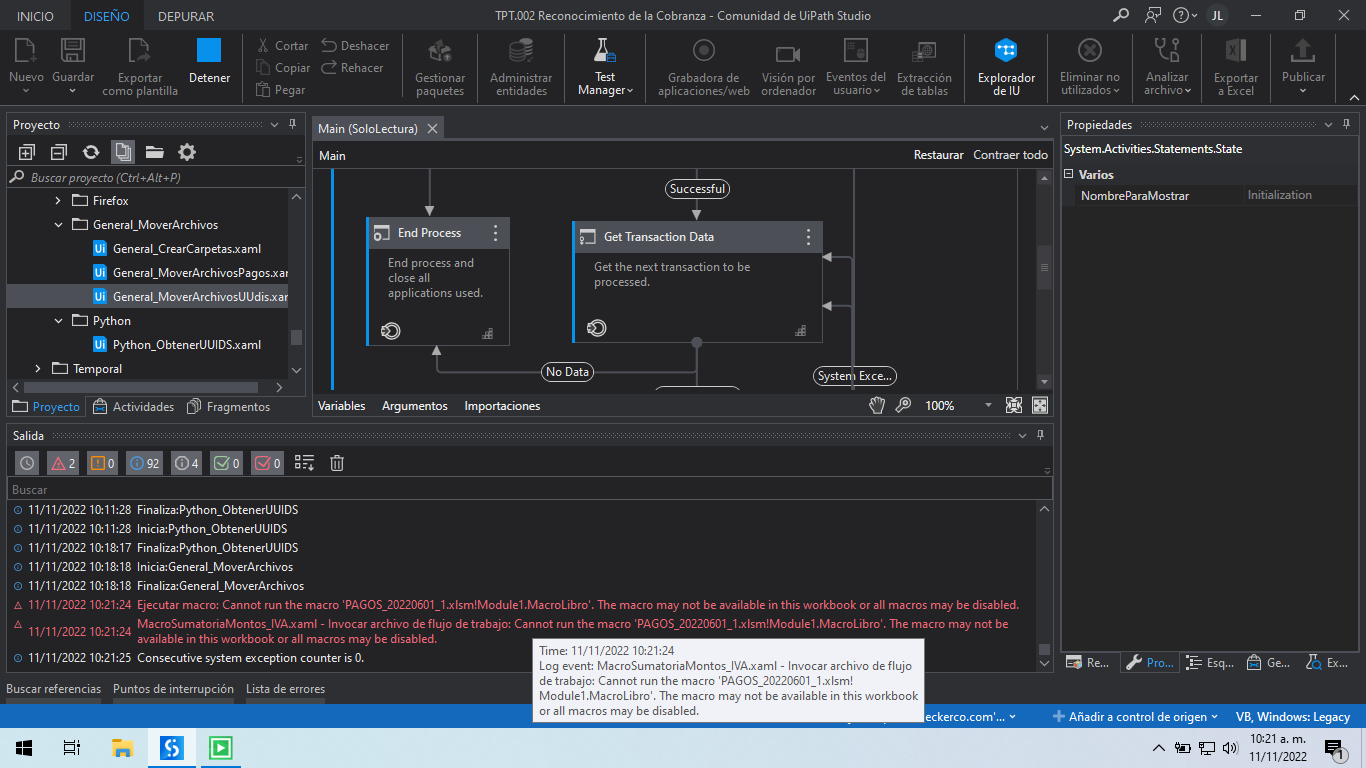 INICIO DISEÑO DEPURAR TPT.002 Reconocimiento de la Cobranza - Comunidad de UiPath Studio JL
Nuevo Guardar Exportar como plantilla Detener
Cortar Deshacer
Copiar Rehacer
Pegar
Gestionar paquetes
Administrar entidades
Test Manager
Grabadora de aplicaciones/web
Visión por ordenador
Eventos del usuario
Extracción de tablas
Explorador de IU
Eliminar no utilizados
Analizar archivo
Exportar a Excel
Publicar
Proyecto
Buscar proyecto (Ctrl+Alt+P)
Firefox
General_MoverArchivos
Ui General_CrearCarpetas.xaml
Ui General_MoverArchivosPagos.xar
Ui General_MoverArchivosUUdis.xar
Python
Ui Python_ObtenerUUIDS.xaml
Temporal
Proyecto Actividades Fragmentos
Main (SoloLectura)
Main Restaurar Contraer todo
Successful
End Process
End process and
close all
applications used.
Get Transaction Data
Get the next transaction to be
processed.
No Data
System Exce...
Variables Argumentos Importaciones 100%
Propiedades
System.Activities.Statements.State
Varios
NombreParaMostrar Initialization
Re... Pro... Esq... Ge... Ex...
Salida
2 0 92 4 0 0
Buscar
11/11/2022 10:11:28 Finaliza:Python_ObtenerUUIDS
11/11/2022 10:11:28 Inicia:Python_ObtenerUUIDS
11/11/2022 10:18:17 Finaliza:Python_ObtenerUUIDS
11/11/2022 10:18:18 Inicia:General_MoverArchivos
11/11/2022 10:18:18 Finaliza:General_MoverArchivos
11/11/2022 10:21:24 Ejecutar macro: Cannot run the macro 'PAGOS_20220601_1.xlsm!Module1.MacroLibro'. The macro may not be available in this workbook or all macros may be disabled.
11/11/2022 10:21:24 MacroSumatoriaMontos_IVA.xaml - Invocar archivo de flujo de trabajo: Cannot run the macro 'PAGOS_20220601_1.xlsm!Module1.MacroLibro'. The macro may not be
available in this workbook or all macros may be disabled.
11/11/2022 10:21:25 Consecutive system exception counter is 0.
Time: 11/11/2022 10:21:24
Log event: MacroSumatoriaMontos_IVA.xaml - Invocar archivo de flujo
de trabajo: Cannot run the macro 'PAGOS_20220601_1.xlsm!
Module1.MacroLibro'. The macro may not be available in this workbook
or all macros may be disabled.
Buscar referencias Puntos de interrupción Lista de errores
eckerco.com'... Añadir a control de origen VB, Windows: Legacy
10:21 a. m.
11/11/2022
1